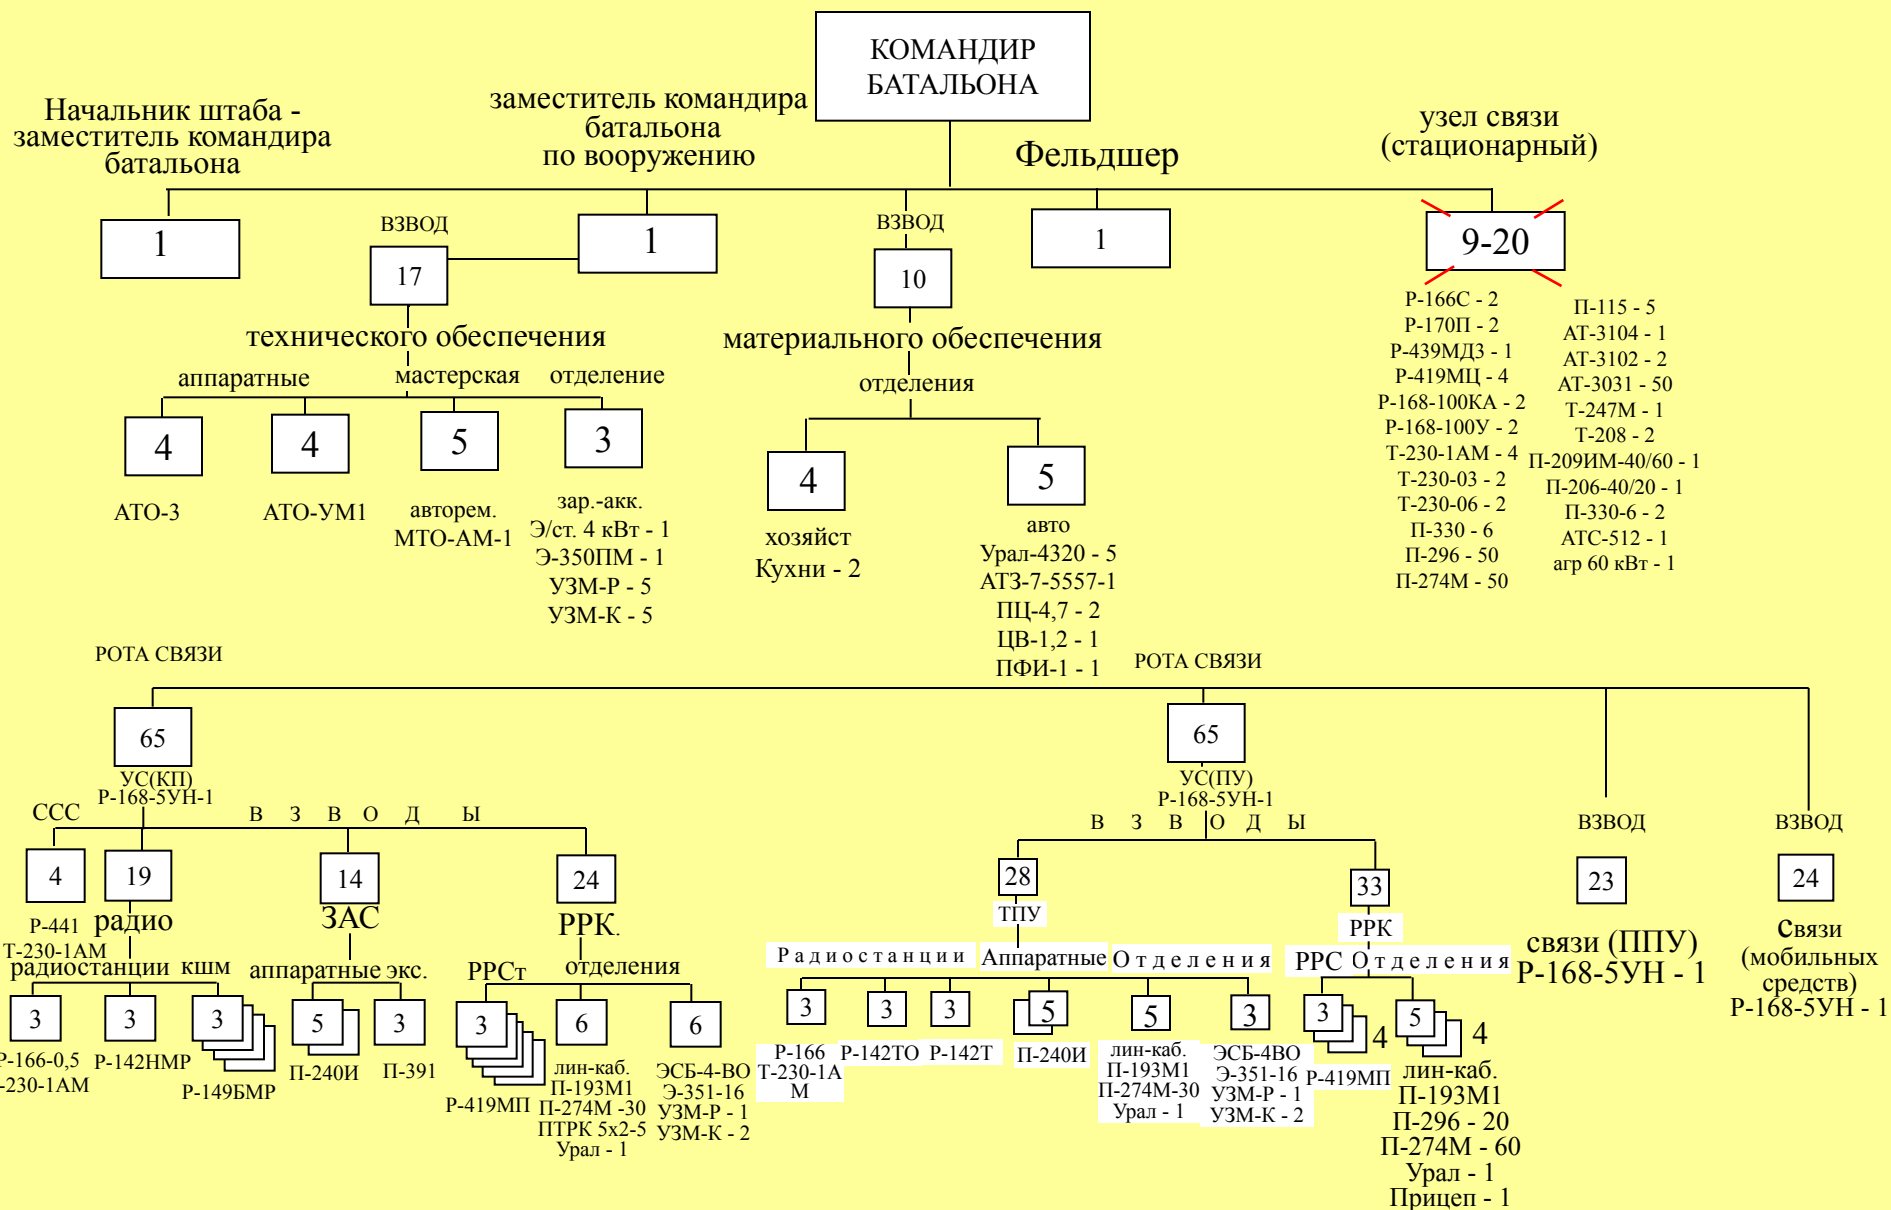 КОМАНДИР
БАТАЛЬОНА
Начальник штаба -
заместитель командира
батальона
заместитель командира
батальона
по вооружению
Фельдшер
узел связи
(стационарный)
1
ВЗВОД
17
1
ВЗВОД
10
1
9-20
технического обеспечения
материального обеспечения
аппаратные
мастерская
отделение
отделения
4
4
5
3
4
5
АТО-3
АТО-УМ1
авторем.
МТО-АМ-1
зар.-акк.
Э/ст. 4 кВт - 1
Э-350ПМ - 1
УЗМ-Р - 5
УЗМ-К - 5
хозяйст
Кухни - 2
авто
Урал-4320 - 5
АТЗ-7-5557-1
ПЦ-4,7 - 2
ЦВ-1,2 - 1
ПФИ-1 - 1
Р-166С - 2
Р-170П - 2
Р-439МД3 - 1
Р-419МЦ - 4
Р-168-100КА - 2
Р-168-100У - 2
Т-230-1АМ - 4
Т-230-03 - 2
Т-230-06 - 2
П-330 - 6
П-296 - 50
П-274М - 50
П-115 - 5
АТ-3104 - 1
АТ-3102 - 2
АТ-3031 - 50
Т-247М - 1
Т-208 - 2
П-209ИМ-40/60 - 1
П-206-40/20 - 1
П-330-6 - 2
АТС-512 - 1
агр 60 кВт - 1
РОТА СВЯЗИ
РОТА СВЯЗИ
65
УС(КП)
Р-168-5УН-1
65
УС(ПУ)
Р-168-5УН-1
ССС
В З В О Д Ы
В З В О Д Ы
ВЗВОД
ВЗВОД
4
19
14
24
28
33
23
24
Р-441
Т-230-1АМ
радио
ЗАС
РРК.
ТПУ
РРК
связи (ППУ)
Р-168-5УН - 1
Связи
(мобильных
средств)
Р-168-5УН - 1
радиостанции кшм
аппаратные экс.
РРСт
отделения
Радиостанции
Аппаратные
Отделения
РРС Отделения
3
3
3
5
3
3
6
6
3
3
3
5
5
3
3
4
5
4
Р-166-0,5
-230-1АМ
Р-142НМР
Р-149БМР
П-240И
П-391
Р-419МП
лин-каб.
П-193М1
П-274М -30
ПТРК 5х2-5
Урал - 1
ЭСБ-4-ВО
Э-351-16
УЗМ-Р - 1
УЗМ-К - 2
Р-166
Т-230-1А
М
Р-142ТО
Р-142Т
П-240И
лин-каб.
П-193М1
П-274М-30
Урал - 1
ЭСБ-4ВО
Э-351-16
УЗМ-Р - 1
УЗМ-К - 2
Р-419МП
лин-каб.
П-193М1
П-296 - 20
П-274М - 60
Урал - 1
Прицеп - 1